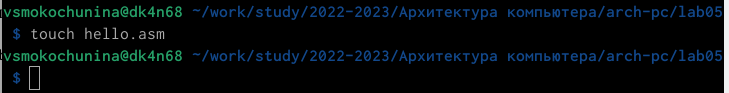 vsmokochunina@dk4n68 ~/work/study/2022-2023/Архитектура компьютера/arch-pc/lab05
$ touch hello.asm
vsmokochunina@dk4n68 ~/work/study/2022-2023/Архитектура компьютера/arch-pc/lab05
$